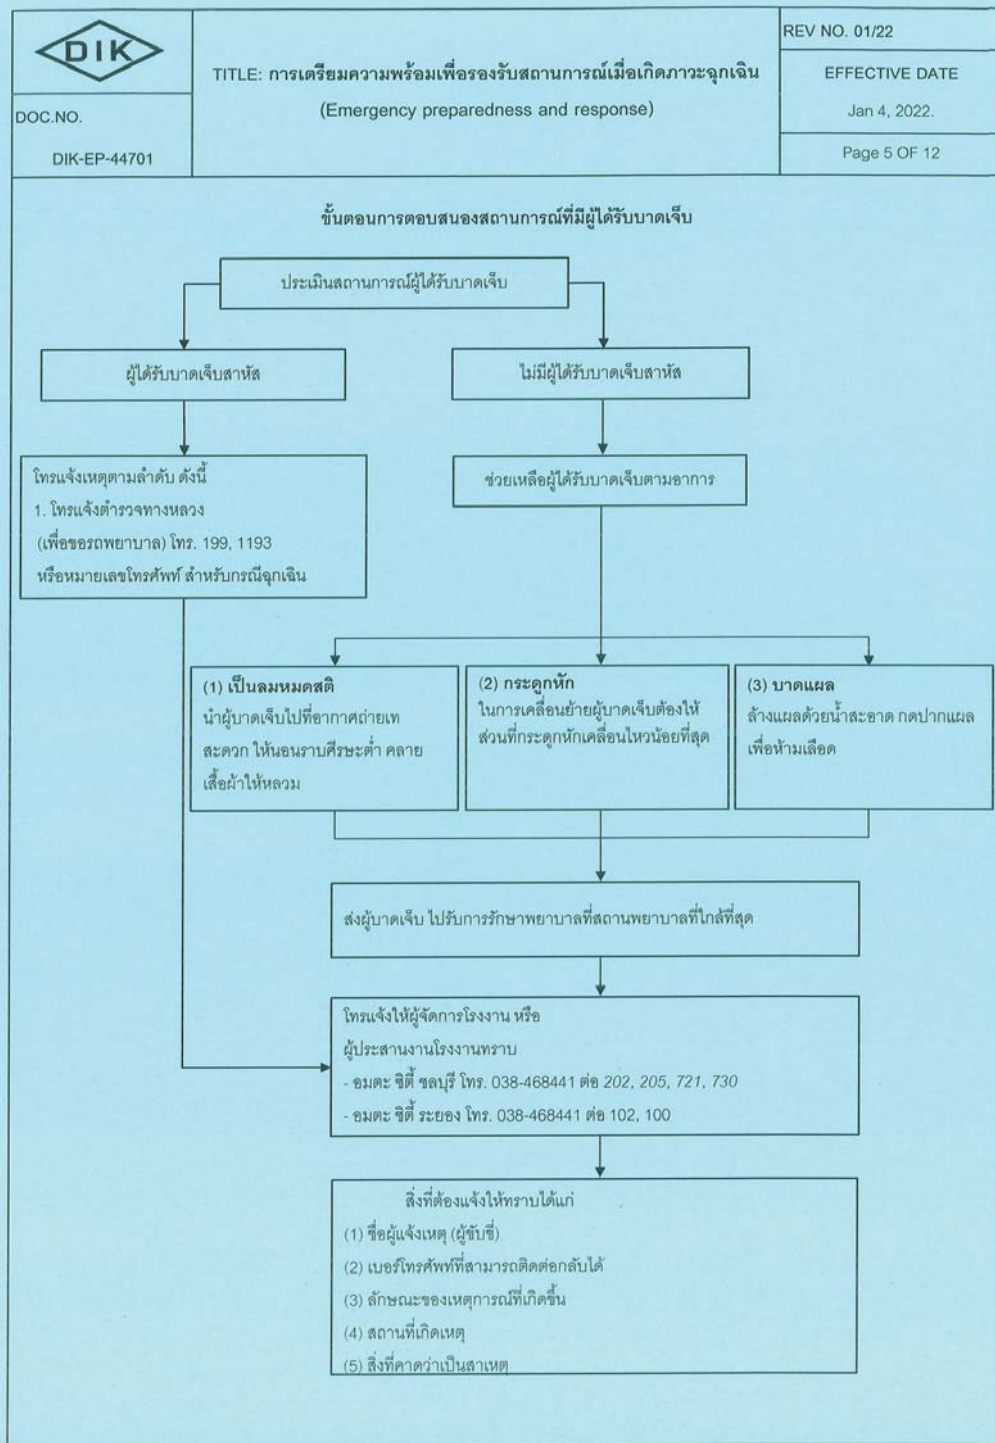 DIK
DOC.NO.
DIK-EP-44701
TITLE: การเตรียมความพร้อมเพื่อรองรับสถานการณ์เมื่อเกิดภาวะฉุกเฉิน
(Emergency preparedness and response)
REV NO. 01/22
EFFECTIVE DATE
Jan 4, 2022.
Page 5 OF 12
ขั้นตอนการตอบสนองสถานการณ์ที่มีผู้ได้รับบาดเจ็บ
ประเมินสถานการณ์ผู้ได้รับบาดเจ็บ
ผู้ได้รับบาดเจ็บสาหัส
ไม่มีผู้ได้รับบาดเจ็บสาหัส
โทรแจ้งเหตุตามลำดับ ดังนี้
1. โทรแจ้งตำรวจทางหลวง
(เพื่อขอรถพยาบาล) โทร. 199, 1193
หรือหมายเลขโทรศัพท์ สำหรับกรณีฉุกเฉิน
ช่วยเหลือผู้ได้รับบาดเจ็บตามอาการ
(1) เป็นลมหมดสติ
นำผู้บาดเจ็บไปที่อากาศถ่ายเท
สะดวก ให้นอนราบศีรษะต่ำ คลาย
เสื้อผ้าให้หลวม
(2) กระดูกหัก
ในการเคลื่อนย้ายผู้บาดเจ็บต้องให้
ส่วนที่กระดูกหักเคลื่อนไหวน้อยที่สุด
(3) บาดแผล
ล้างแผลด้วยน้ำสะอาด กดปากแผล
เพื่อห้ามเลือด
ส่งผู้บาดเจ็บ ไปรับการรักษาพยาบาลที่สถานพยาบาลที่ใกล้ที่สุด
โทรแจ้งให้ผู้จัดการโรงงาน หรือ
ผู้ประสานงานโรงงานทราบ
- อมตะ ซิตี้ ชลบุรี โทร. 038-468441 ต่อ 202, 205, 721, 730
- อมตะ ซิตี้ ระยอง โทร. 038-468441 ต่อ 102, 100
สิ่งที่ต้องแจ้งให้ทราบได้แก่
(1) ชื่อผู้แจ้งเหตุ (ผู้ขับขี่)
(2) เบอร์โทรศัพท์ที่สามารถติดต่อกลับได้
(3) ลักษณะของเหตุการณ์ที่เกิดขึ้น
(4) สถานที่เกิดเหตุ
(5) สิ่งที่คาดว่าเป็นสาเหตุ